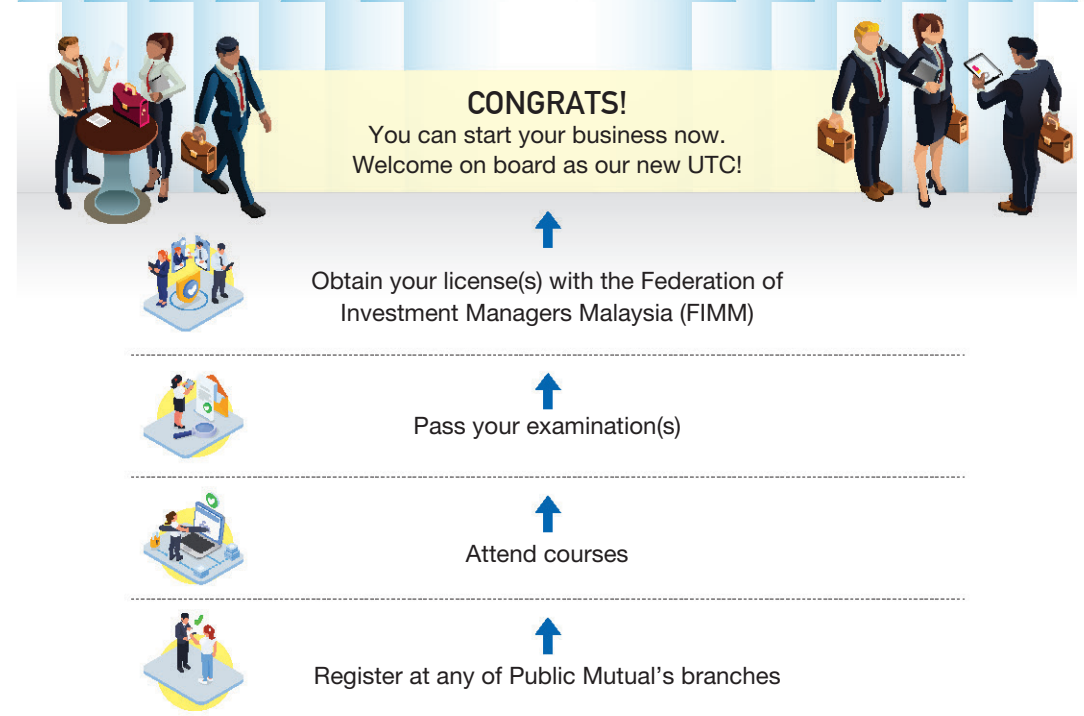 CONGRATS!
You can start your business now.
Welcome on board as our new UTC!
Obtain your license(s) with the Federation of
Investment Managers Malaysia (FIMM)
Pass your examination(s)
Attend courses
Register at any of Public Mutual’s branches